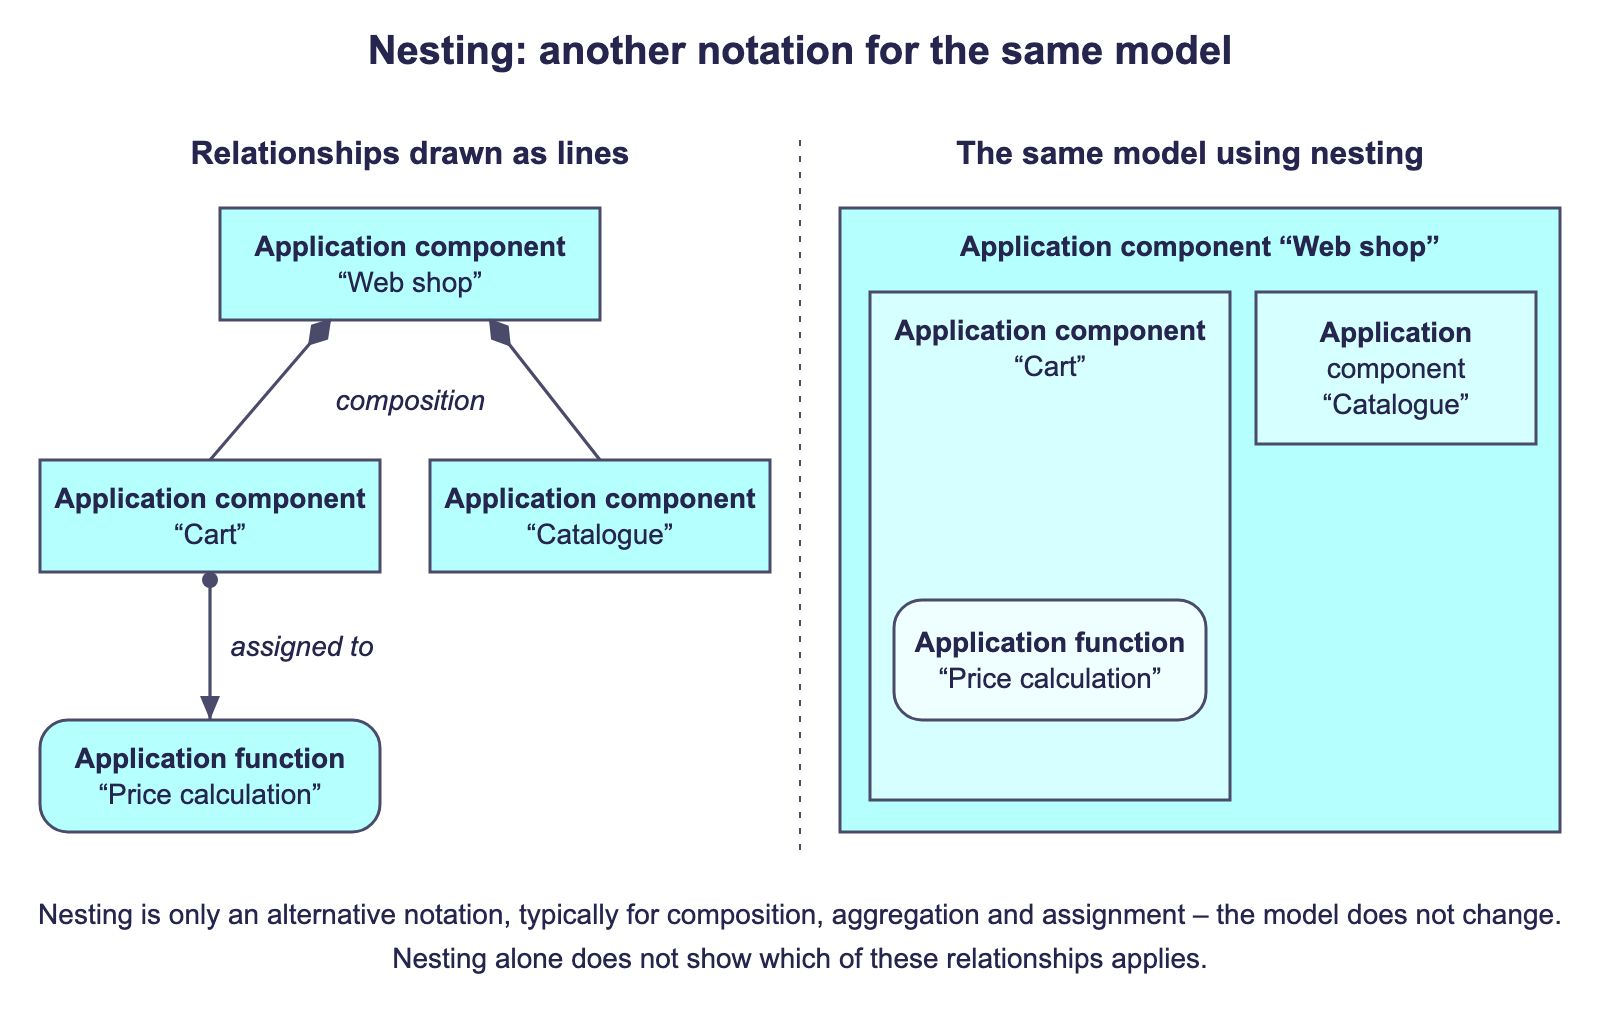 Nesting: another notation for the same model
Relationships drawn as lines
Application component
“Web shop”
composition
Application component
“Cart”
Application component
“Catalogue”
assigned to
Application function
“Price calculation”
The same model using nesting
Application component “Web shop”
Application component
“Cart”
Application
component
“Catalogue”
Application function
“Price calculation”
Nesting is only an alternative notation, typically for composition, aggregation and assignment – the model does not change.
Nesting alone does not show which of these relationships applies.